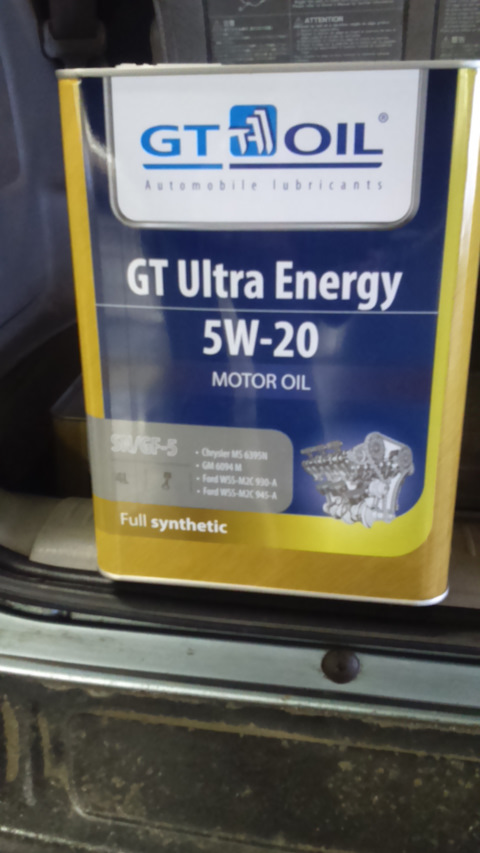 ATTENTION
GT OIL®
Automobile lubricants
GT Ultra Energy
5W-20
MOTOR OIL
SN/GF-5
4L
• Chrysler MS 6395N
• GM 6094 M
• Ford WSS-M2C 930-A
• Ford WSS-M2C 945-A
Full synthetic